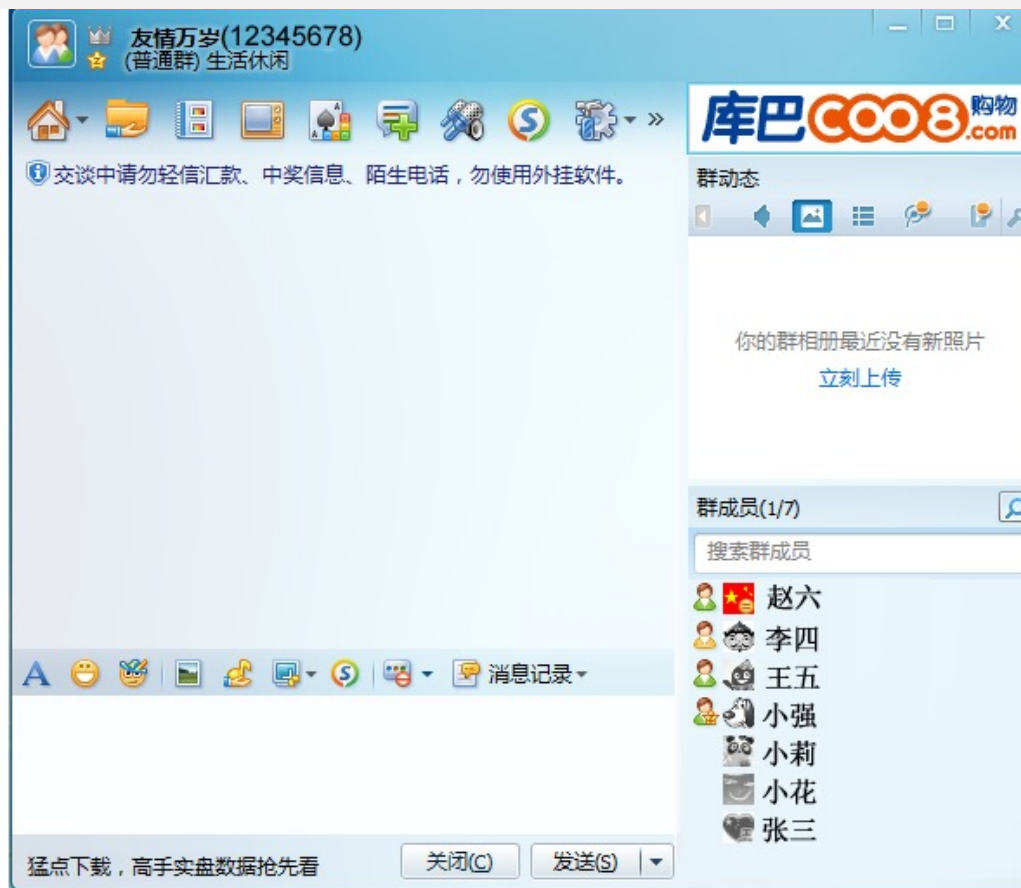 友情万岁(12345678)
(普通群) 生活休闲
库巴COO8购物.com
交谈中请勿轻信汇款、中奖信息、陌生电话，勿使用外挂软件。
群动态
你的群相册最近没有新照片
立刻上传
群成员(1/7)
搜索群成员
赵六
李四
王五
小强
小莉
小花
张三
消息记录
猛点下载，高手实盘数据抢先看
关闭(C)
发送(S)